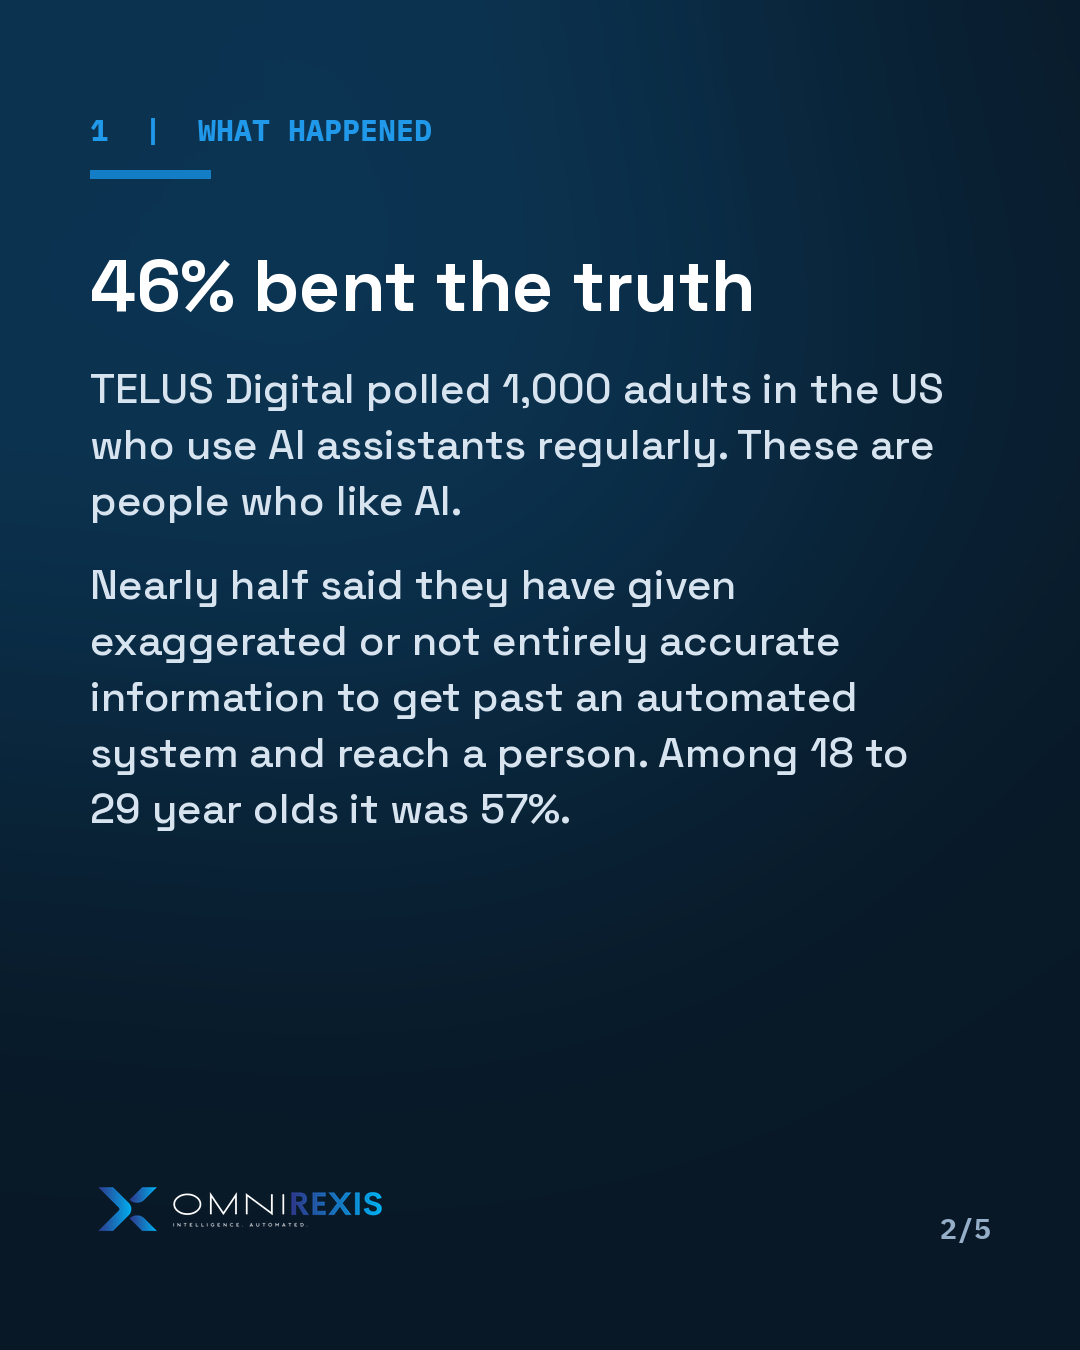 1 | WHAT HAPPENED
46% bent the truth
TELUS Digital polled 1,000 adults in the US
who use AI assistants regularly. These are
people who like AI.
Nearly half said they have given
exaggerated or not entirely accurate
information to get past an automated
system and reach a person. Among 18 to
29 year olds it was 57%.
OMNIREXIS
INTELLIGENCE. AUTOMATED.
2/5